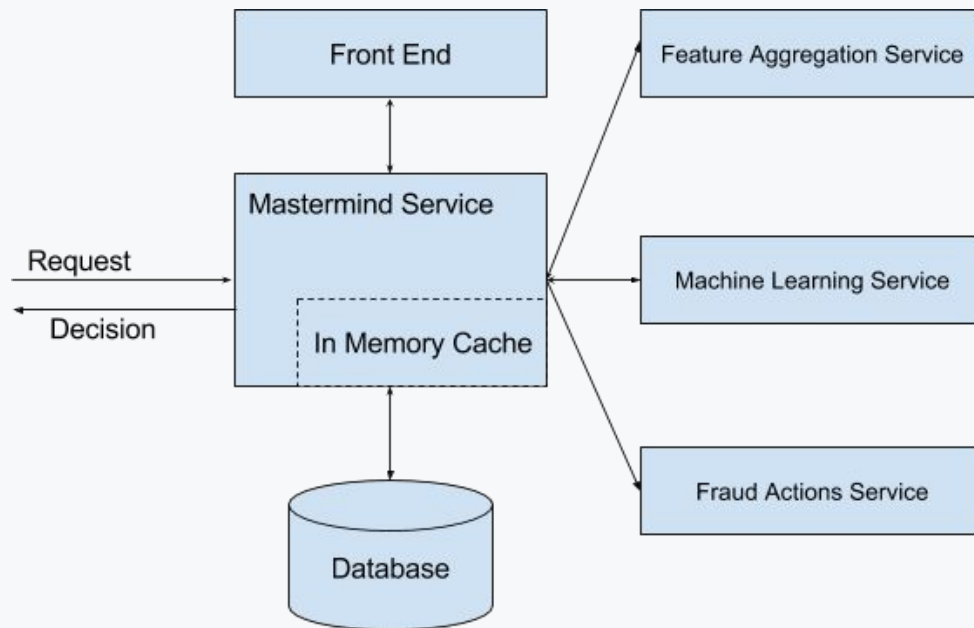 Front End
Feature Aggregation Service
Mastermind Service
Request
Machine Learning Service
Decision
In Memory Cache
Fraud Actions Service
Database